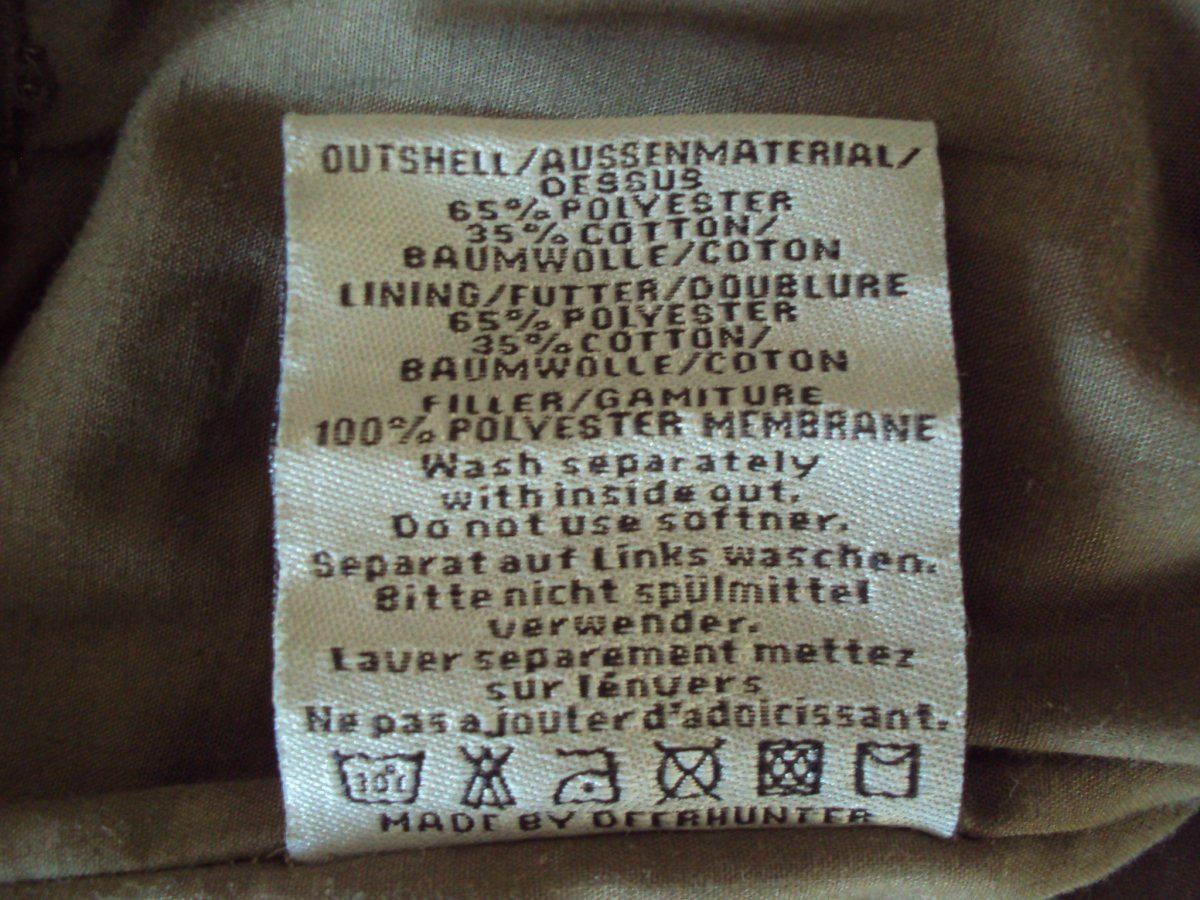 OUTSHELL/AUSSENMATERIAL/
DESSUS
65% POLYESTER
35% COTTON/
BAUMWOLLE/COTON
LINING/FUTTER/DOUBLURE
65% POLYESTER
35% COTTON/
BAUMWOLLE/COTON
FILLER/GAMITURE
100% POLYESTER MEMBRANE
Wash separately
with inside out.
Do not use softner.
Separat auf Links waschen.
Bitte nicht spülmittel
verwender.
Laver separement mettez
sur lénvers
Ne pas ajouter d'adoicissant.
MADE BY DEERHUNTER